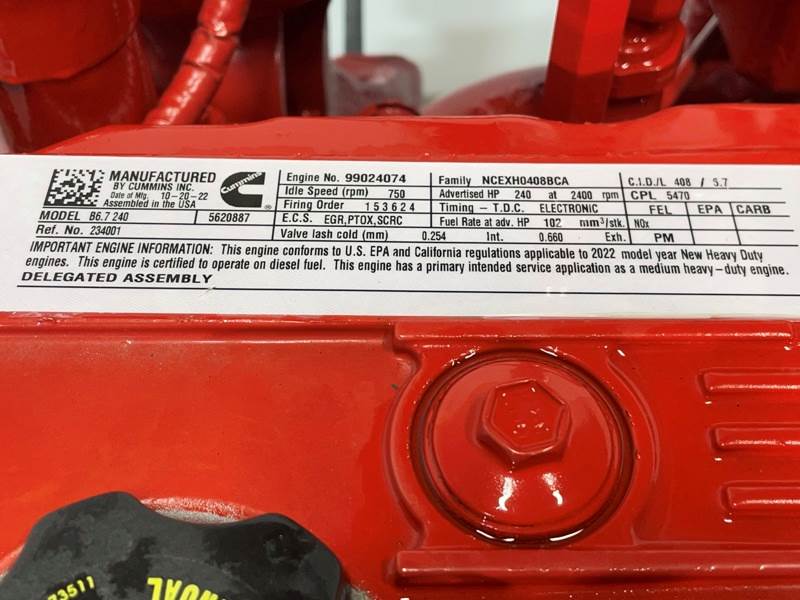 MANUFACTURED
BY CUMMINS INC.
Date of Mfg. 10-20-22
Assembled in the USA
Cummins
MODEL B6.7 240 5620887
Ref. No. 234001
Engine No. 99024074
Idle Speed (rpm) 750
Firing Order 1 5 3 6 2 4
E.C.S. EGR,PTOX,SCRC
Valve lash cold (mm) 0.254 Int. 0.660 Exh.
Family NCEXH0408BCA
Advertised HP 240 at 2400 rpm
Timing – T.D.C. ELECTRONIC
Fuel Rate at adv. HP 102 mm³/stk.
C.I.D./L 408 / 5.7
CPL 5470
FEL EPA CARB
NOx
PM
IMPORTANT ENGINE INFORMATION: This engine conforms to U.S. EPA and California regulations applicable to 2022 model year New Heavy Duty
engines. This engine is certified to operate on diesel fuel. This engine has a primary intended service application as a medium heavy–duty engine.
DELEGATED ASSEMBLY
73511